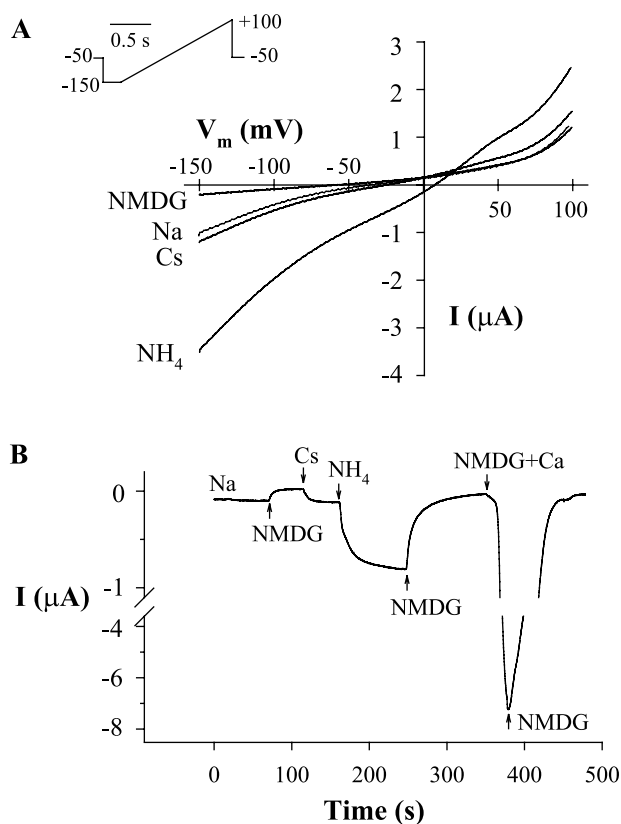 A
+100
0.5 s
-50
-50
-150
3
2
1
V_m (mV)
-150
-100
-50
50
100
NMDG
Na
Cs
NH_4
-1
-2
-3
-4
I (μA)
B
Cs
NH_4
NMDG+Ca
Na
0
NMDG
NMDG
-1
I (μA)
-4
-6
-8
NMDG
0
100
200
300
400
500
Time (s)